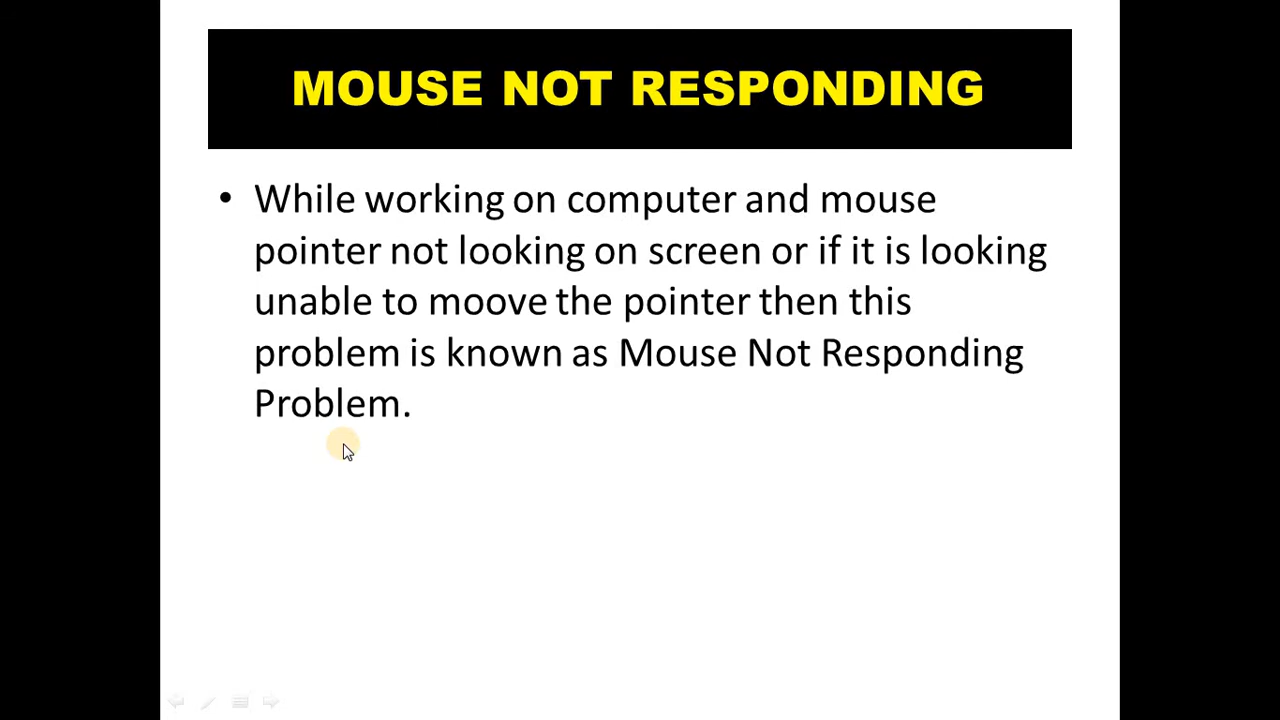 MOUSE NOT RESPONDING
• While working on computer and mouse
pointer not looking on screen or if it is looking
unable to moove the pointer then this
problem is known as Mouse Not Responding
Problem.